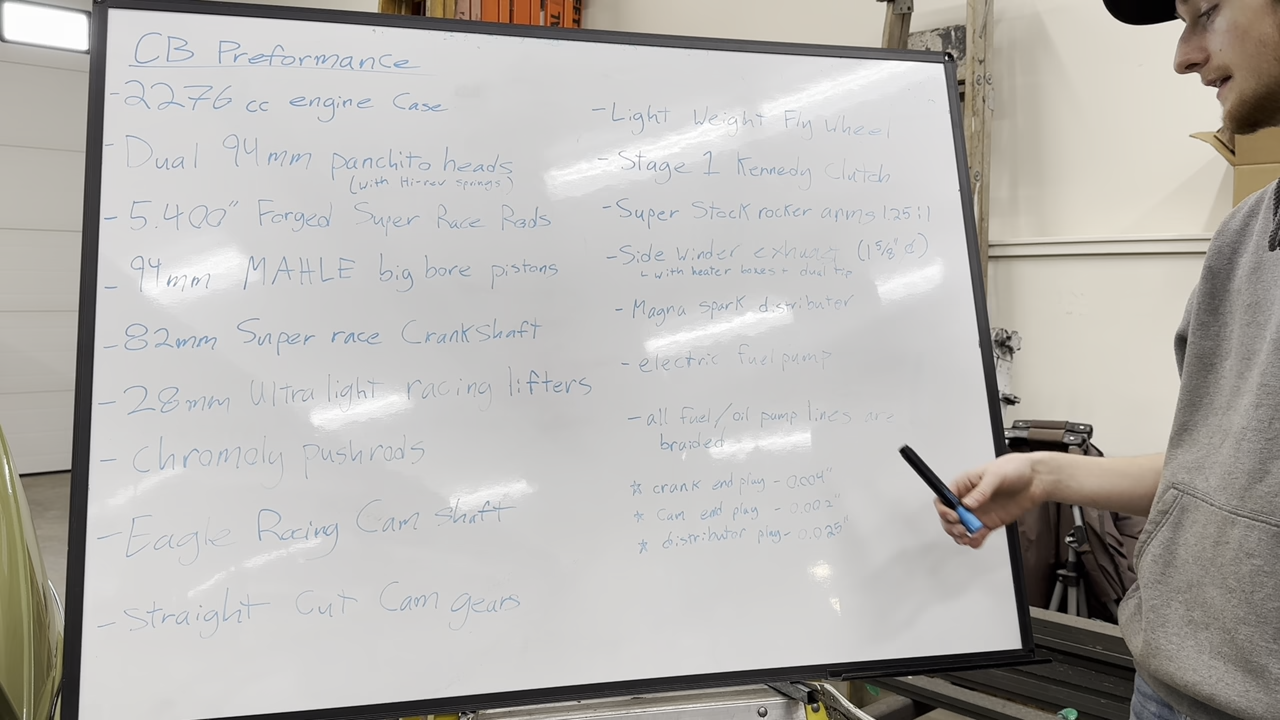 CB Preformance
-2276 cc engine Case
- Dual 94mm panchito heads
(with Hi-rev springs)
- 5.400" Forged Super Race Rods
- 94mm MAHLE big bore pistons
- 82mm Super race Crankshaft
- 28mm Ultra light racing lifters
- chromoly pushrods
- Eagle Racing Cam shaft
- Straight Cut Cam gears
- Light Weight Fly Wheel
- Stage 1 Kennedy Clutch
- Super Stock rocker arms 1.25:1
- Side winder exhaust (1 5/8" d)
with heater boxes + dual tip
- Magna spark distributer
- electric fuel pump
- all fuel/oil pump lines are
braided
* crank end play - 0.004"
* Cam end play - 0.002"
* distributor play - 0.025"